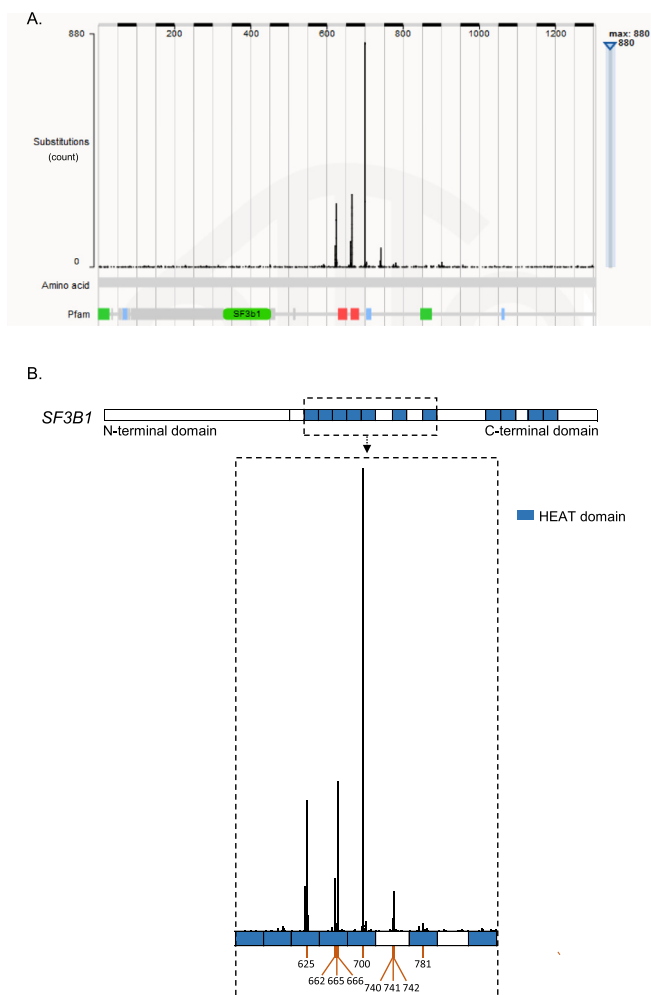 A.
880
200 400 600 800 1000 1200
max: 880
880
Substitutions
(count)
0
Amino acid
Pfam
SF3b1
B.
SF3B1
N-terminal domain
C-terminal domain
HEAT domain
625
700
781
662 665 666
740 741 742